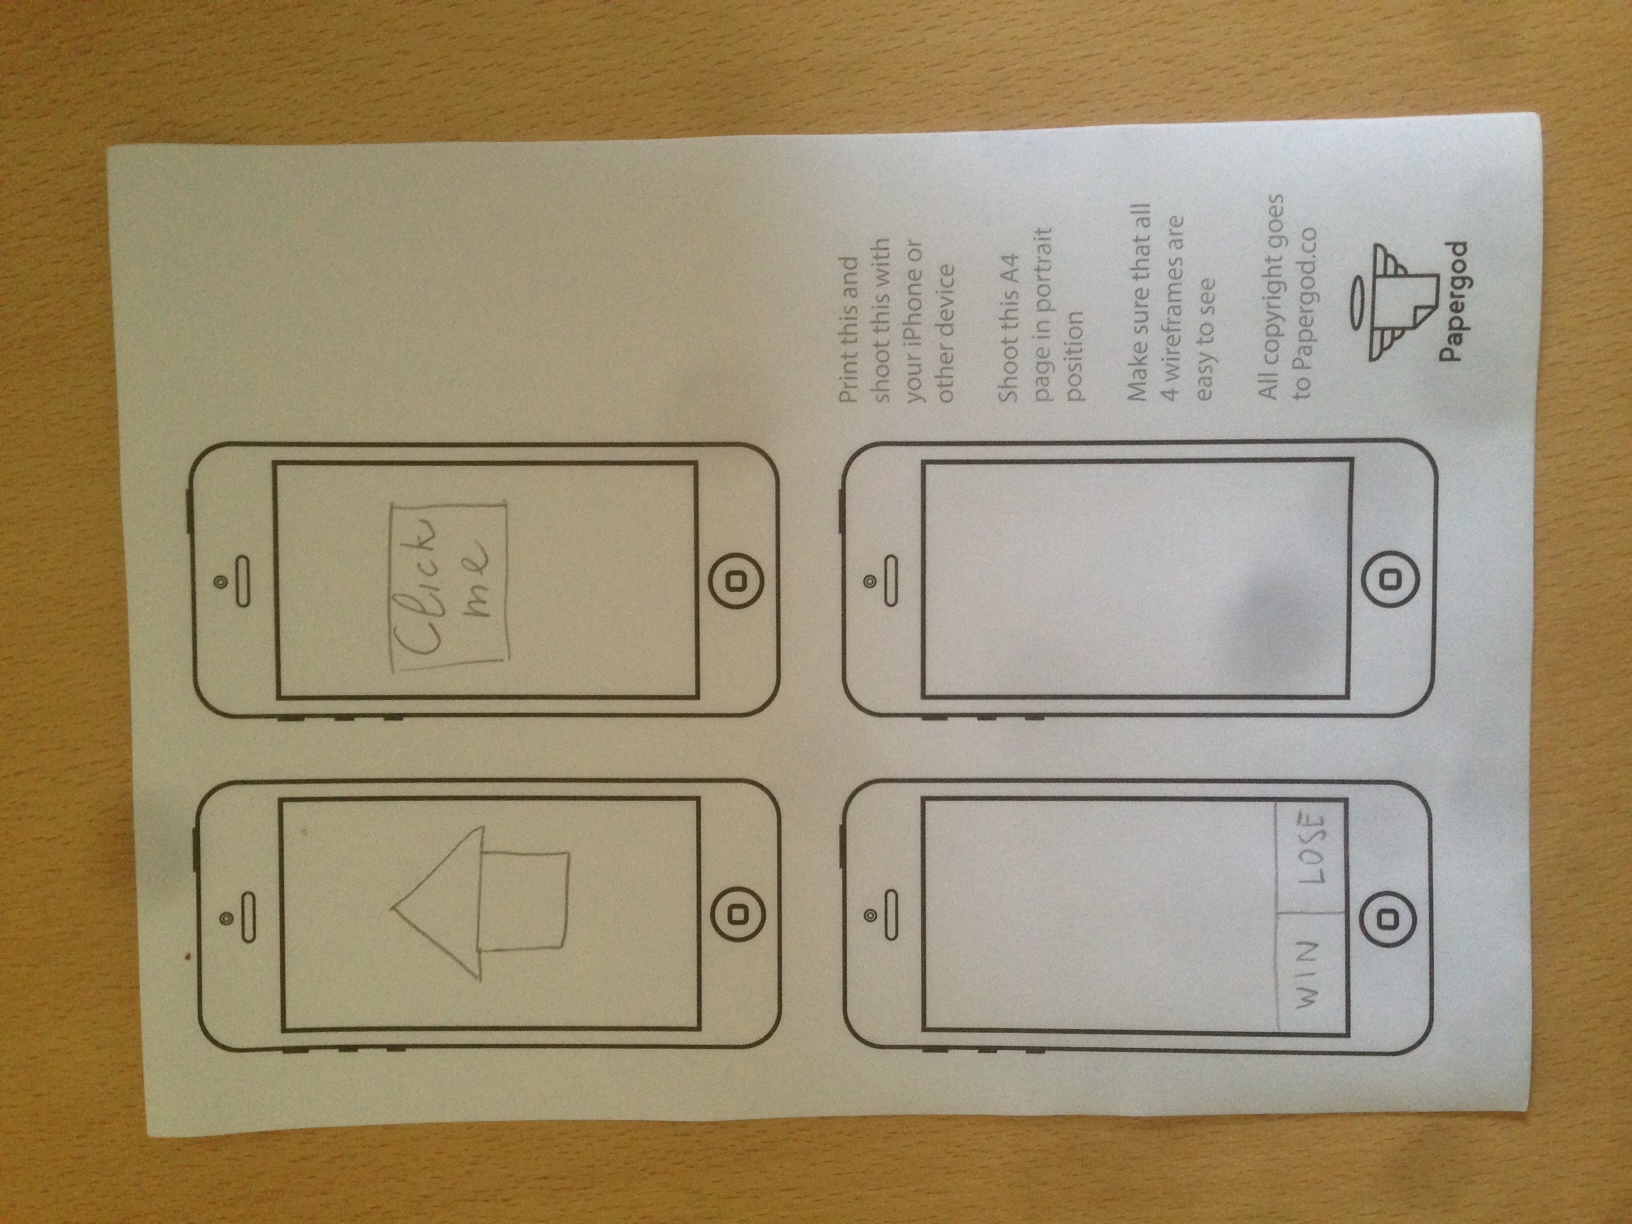 Click
me
WIN LOSE
Print this and
shoot this with
your iPhone or
other device
Shoot this A4
page in portrait
position
Make sure that all
4 wireframes are
easy to see
All copyright goes
to Papergod.co
Papergod